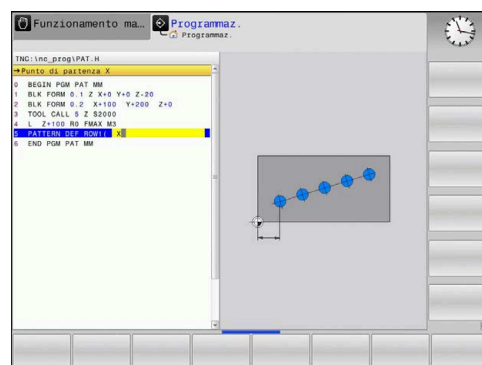 Funzionamento ma…
Programmaz.
Programmaz.
TNC:\nc_prog\PAT.H
→Punto di partenza X
0 BEGIN PGM PAT MM
1 BLK FORM 0.1 Z X+0 Y+0 Z-20
2 BLK FORM 0.2 X+100 Y+200 Z+0
3 TOOL CALL 5 Z S2000
4 L Z+100 R0 FMAX M3
5 PATTERN DEF ROW1( X
6 END PGM PAT MM